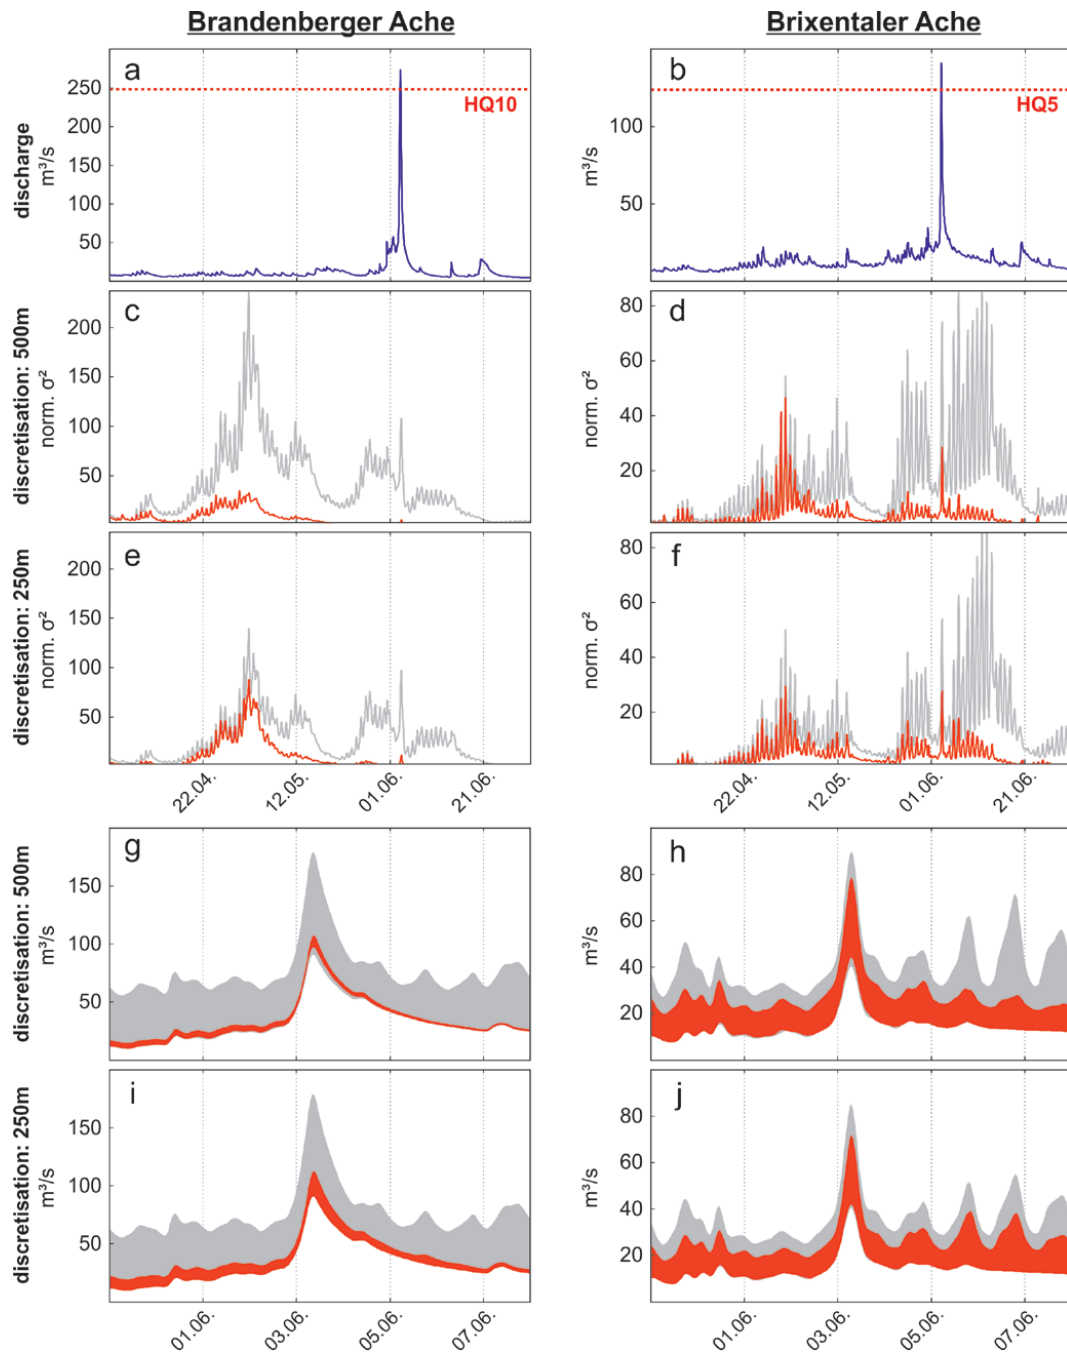 Brandenberger Ache
Brixentaler Ache
discharge
m³/s
a
250
200
150
100
50
HQ10
m³/s
b
100
50
HQ5
discretisation: 500m
norm. σ²
c
200
150
100
50
norm. σ²
d
80
60
40
20
discretisation: 250m
norm. σ²
e
200
150
100
50
22.04.
12.05.
01.06.
21.06.
norm. σ²
f
80
60
40
20
22.04.
12.05.
01.06.
21.06.
discretisation: 500m
m³/s
g
150
100
50
m³/s
h
80
60
40
20
discretisation: 250m
m³/s
i
150
100
50
01.06.
03.06.
05.06.
07.06.
m³/s
j
80
60
40
20
01.06.
03.06.
05.06.
07.06.